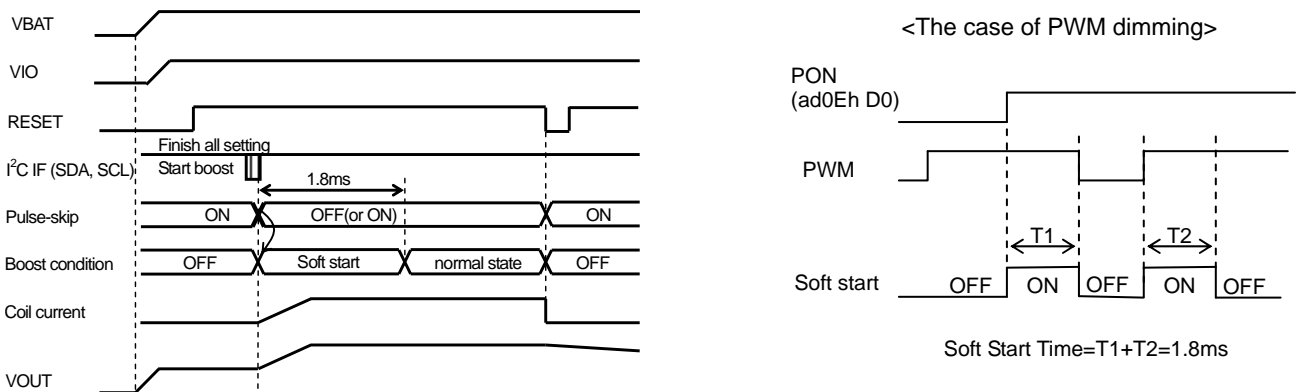 VBAT
VIO
RESET
Finish all setting
I²C IF (SDA, SCL) Start boost
1.8ms
Pulse-skip ON OFF(or ON) ON
Boost condition OFF Soft start normal state OFF
Coil current
VOUT
<The case of PWM dimming>
PON
(ad0Eh D0)
PWM
T1 T2
Soft start OFF ON OFF ON OFF
Soft Start Time=T1+T2=1.8ms